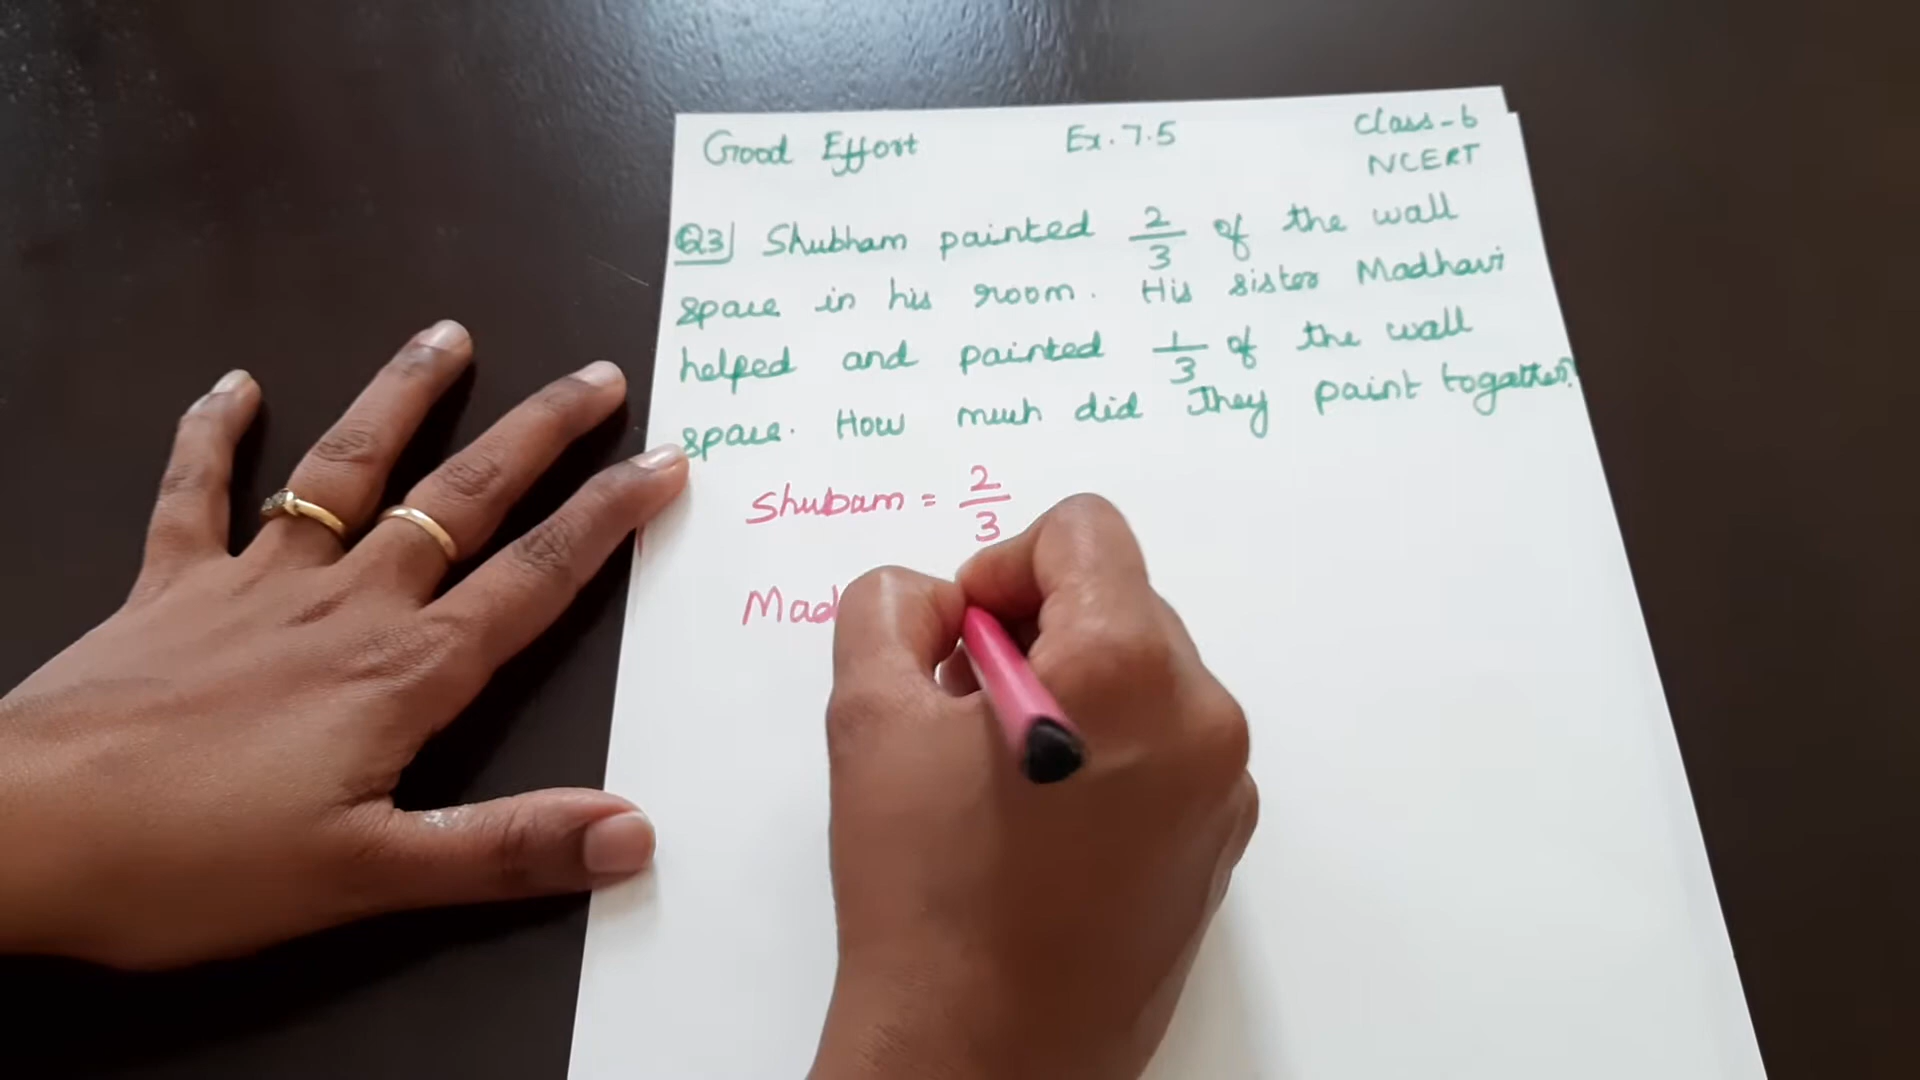 Good Effort Ex. 7.5 Class-6
NCERT
Q3] Shubham painted 2/3 of the wall
space in his room. His sister Madhavi
helped and painted 1/3 of the wall
space. How much did They paint togather?
Shubam = 2/3
Mad